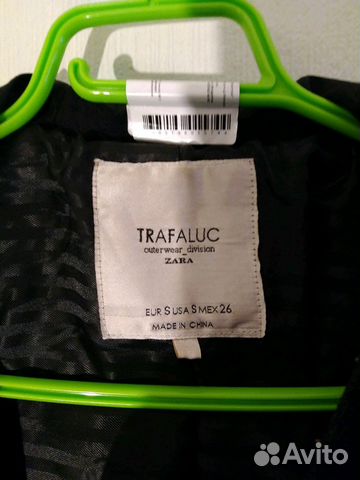 TRAFALUC
outerwear_division
ZARA
EUR S USA S MEX 26
MADE IN CHINA
Avito